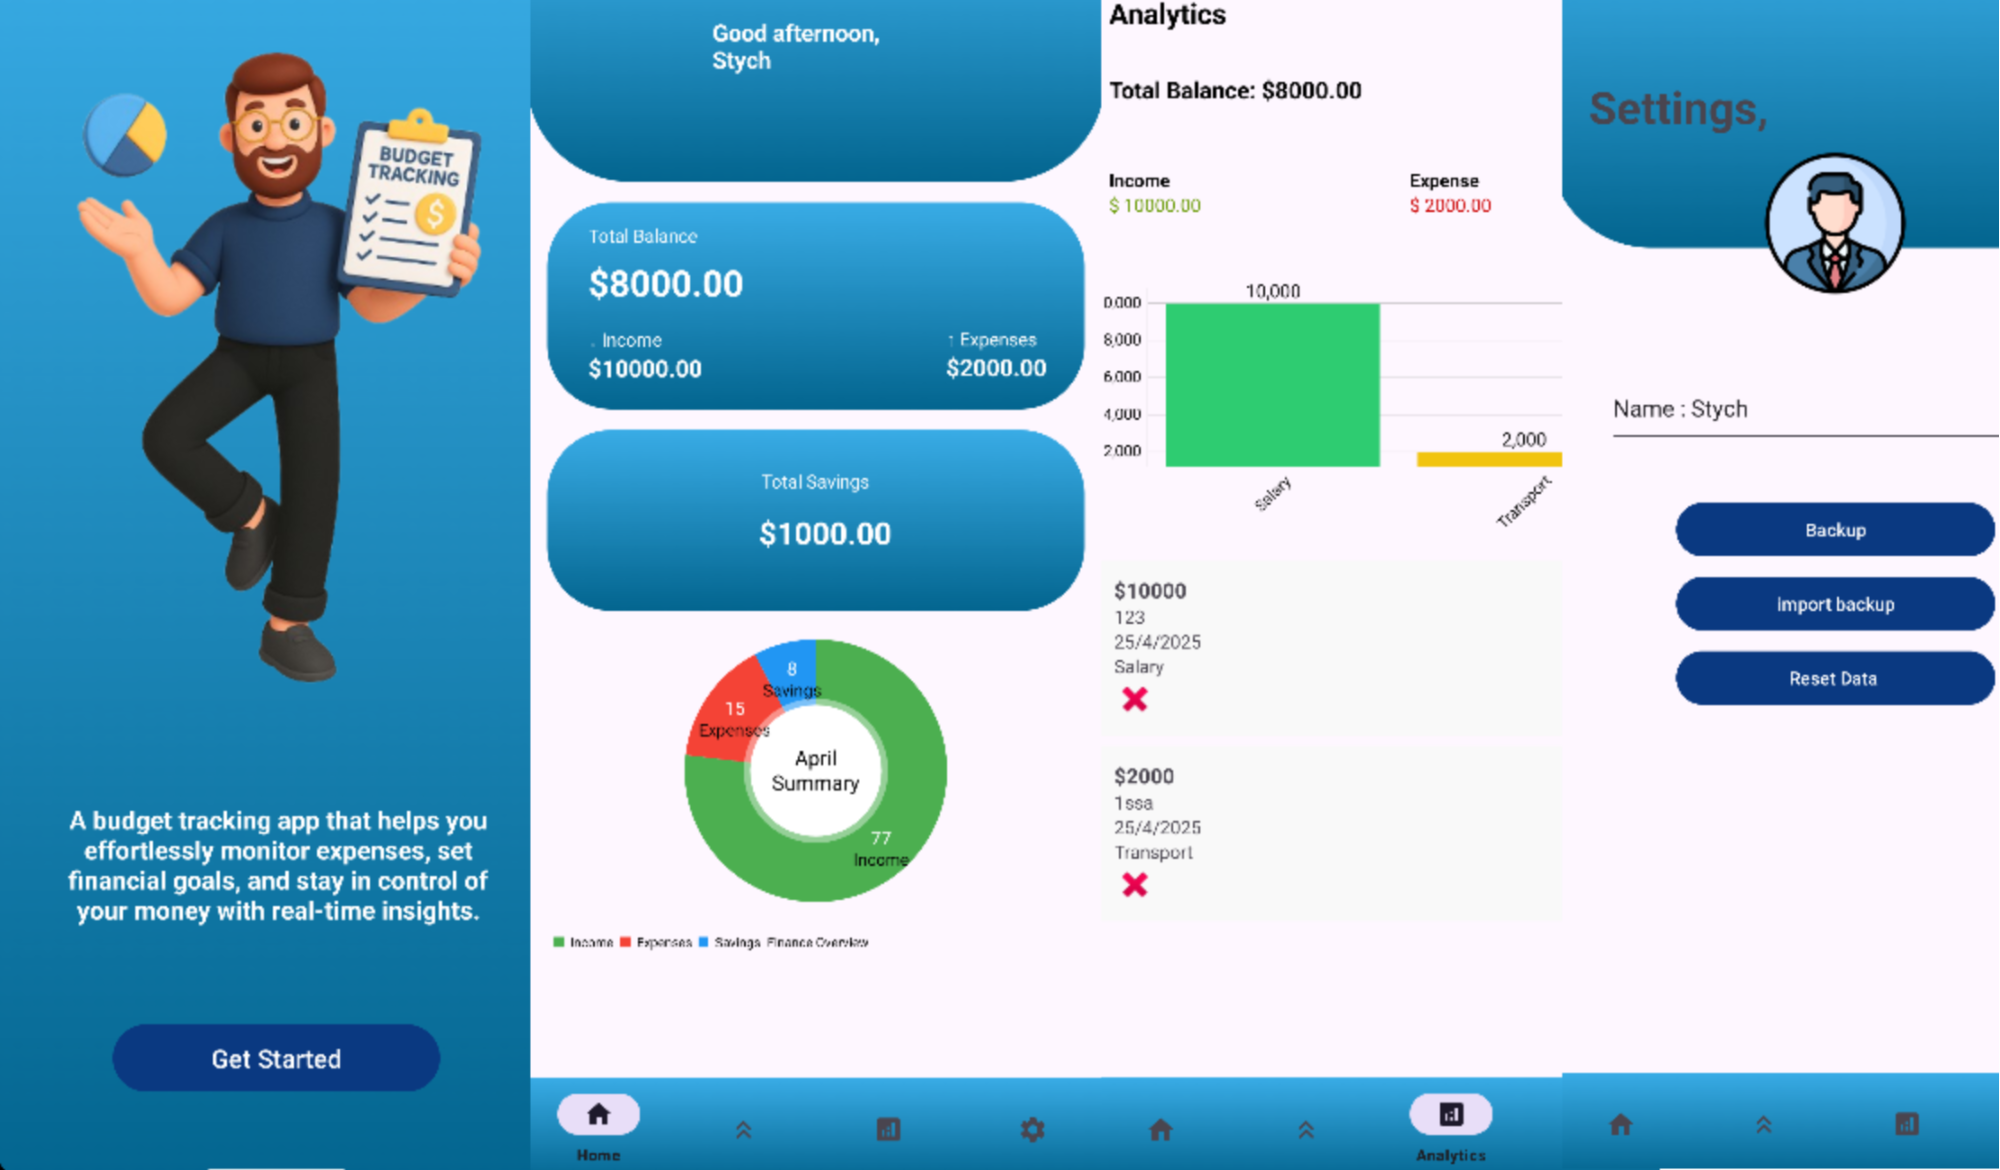 BUDGET
TRACKING
$
A budget tracking app that helps you
effortlessly monitor expenses, set
financial goals, and stay in control of
your money with real-time insights.
Get Started
Good afternoon,
Stych
Total Balance
$8000.00
Income
$10000.00
↑ Expenses
$2000.00
Total Savings
$1000.00
8
Savings
15
Expenses
April
Summary
77
Income
Income Expenses Savings Finance Overview
Home
Analytics
Total Balance: $8000.00
Income
$ 10000.00
Expense
$ 2000.00
10,000
0,000
8,000
6,000
4,000
2,000
2,000
Salary
Transport
$10000
123
25/4/2025
Salary
$2000
1ssa
25/4/2025
Transport
Analytics
Settings,
Name : Stych
Backup
Import backup
Reset Data